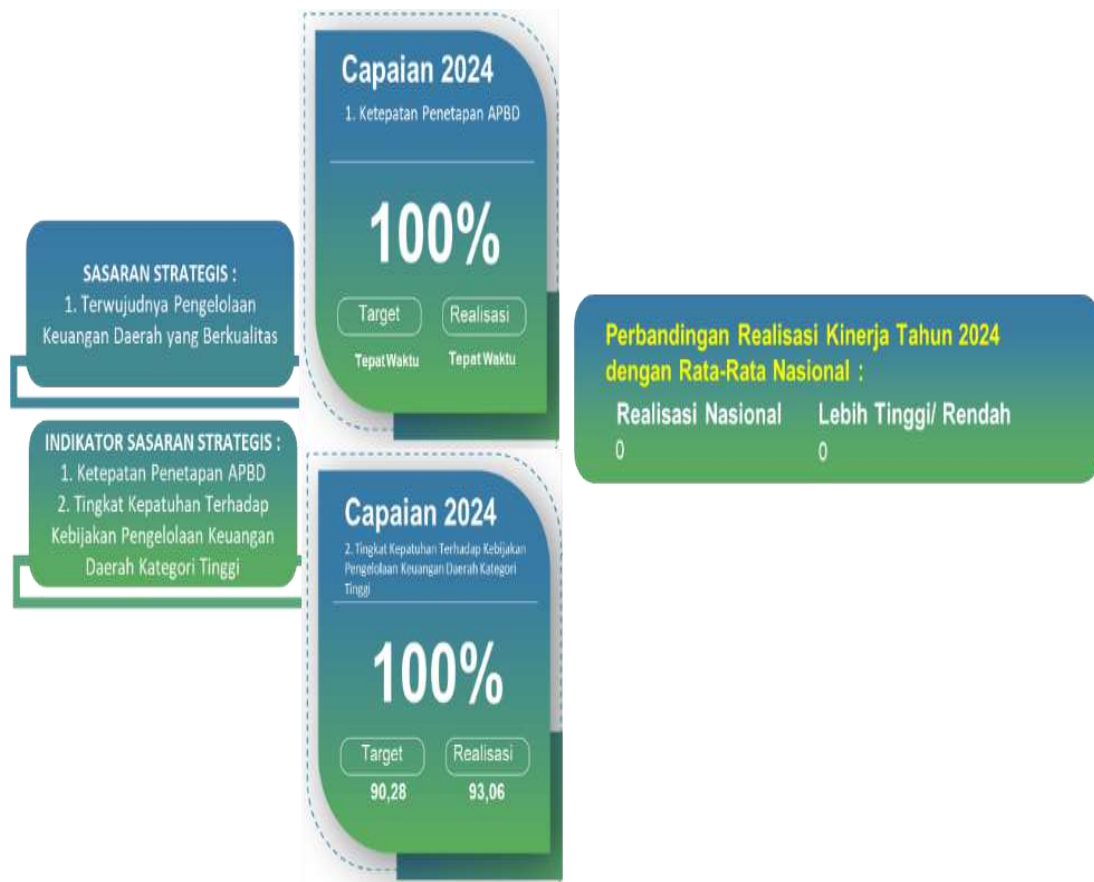 SASARAN STRATEGIS :
1. Terwujudnya Pengelolaan
Keuangan Daerah yang Berkualitas
INDIKATOR SASARAN STRATEGIS :
1. Ketepatan Penetapan APBD
2. Tingkat Kepatuhan Terhadap
Kebijakan Pengelolaan Keuangan
Daerah Kategori Tinggi
Capaian 2024
1. Ketepatan Penetapan APBD
100%
Target Realisasi
Tepat Waktu Tepat Waktu
Capaian 2024
2. Tingkat Kepatuhan Terhadap Kebijakan
Pengelolaan Keuangan Daerah Kategori
Tinggi
100%
Target Realisasi
90,28 93,06
Perbandingan Realisasi Kinerja Tahun 2024
dengan Rata-Rata Nasional :
Realisasi Nasional Lebih Tinggi/ Rendah
0 0